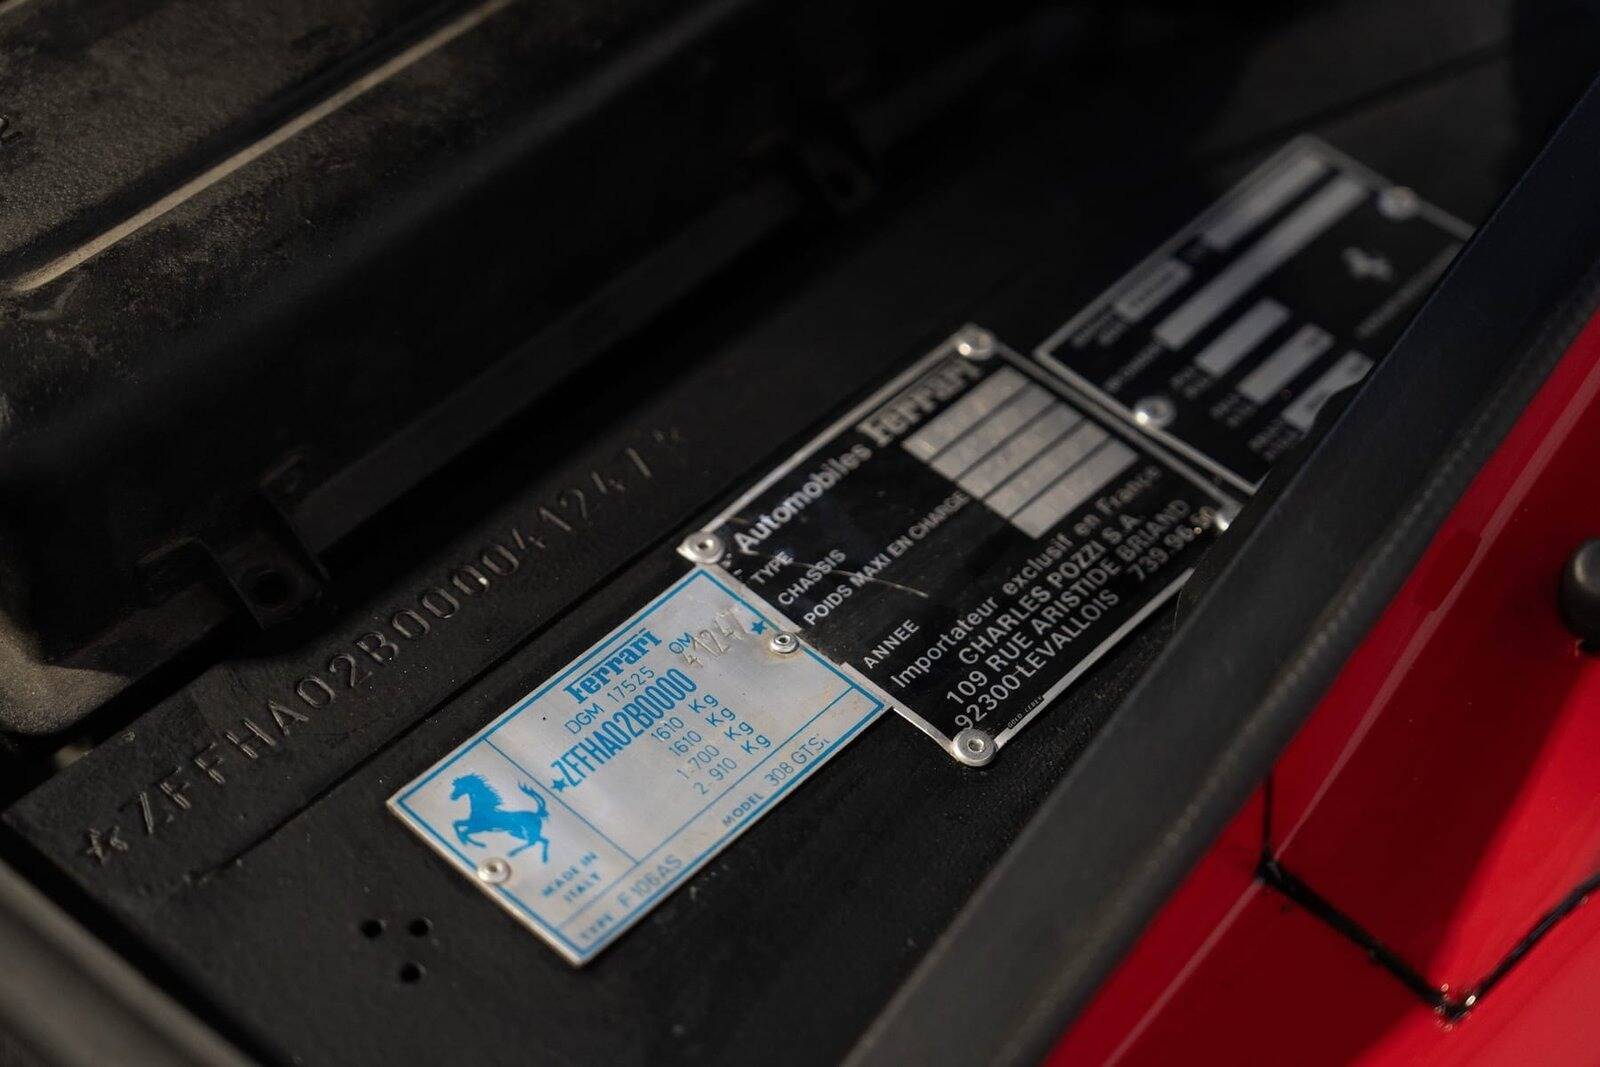 ★ZFFHA02B000041247★
Ferrari
DGM 17525 OM
★ZFFHA02B0000 41247★
1610 Kg
1610 Kg
1-700 Kg
2-910 Kg
MADE IN
ITALY
MODEL 308 GTSi
TYPE F 106AS
Automobiles Ferrari
TYPE
CHASSIS
POIDS MAXI EN CHARGE
ANNEE
Importateur exclusif en France
CHARLES POZZI S.A.
109 RUE ARISTIDE BRIAND
92300 LEVALLOIS 739.96.50